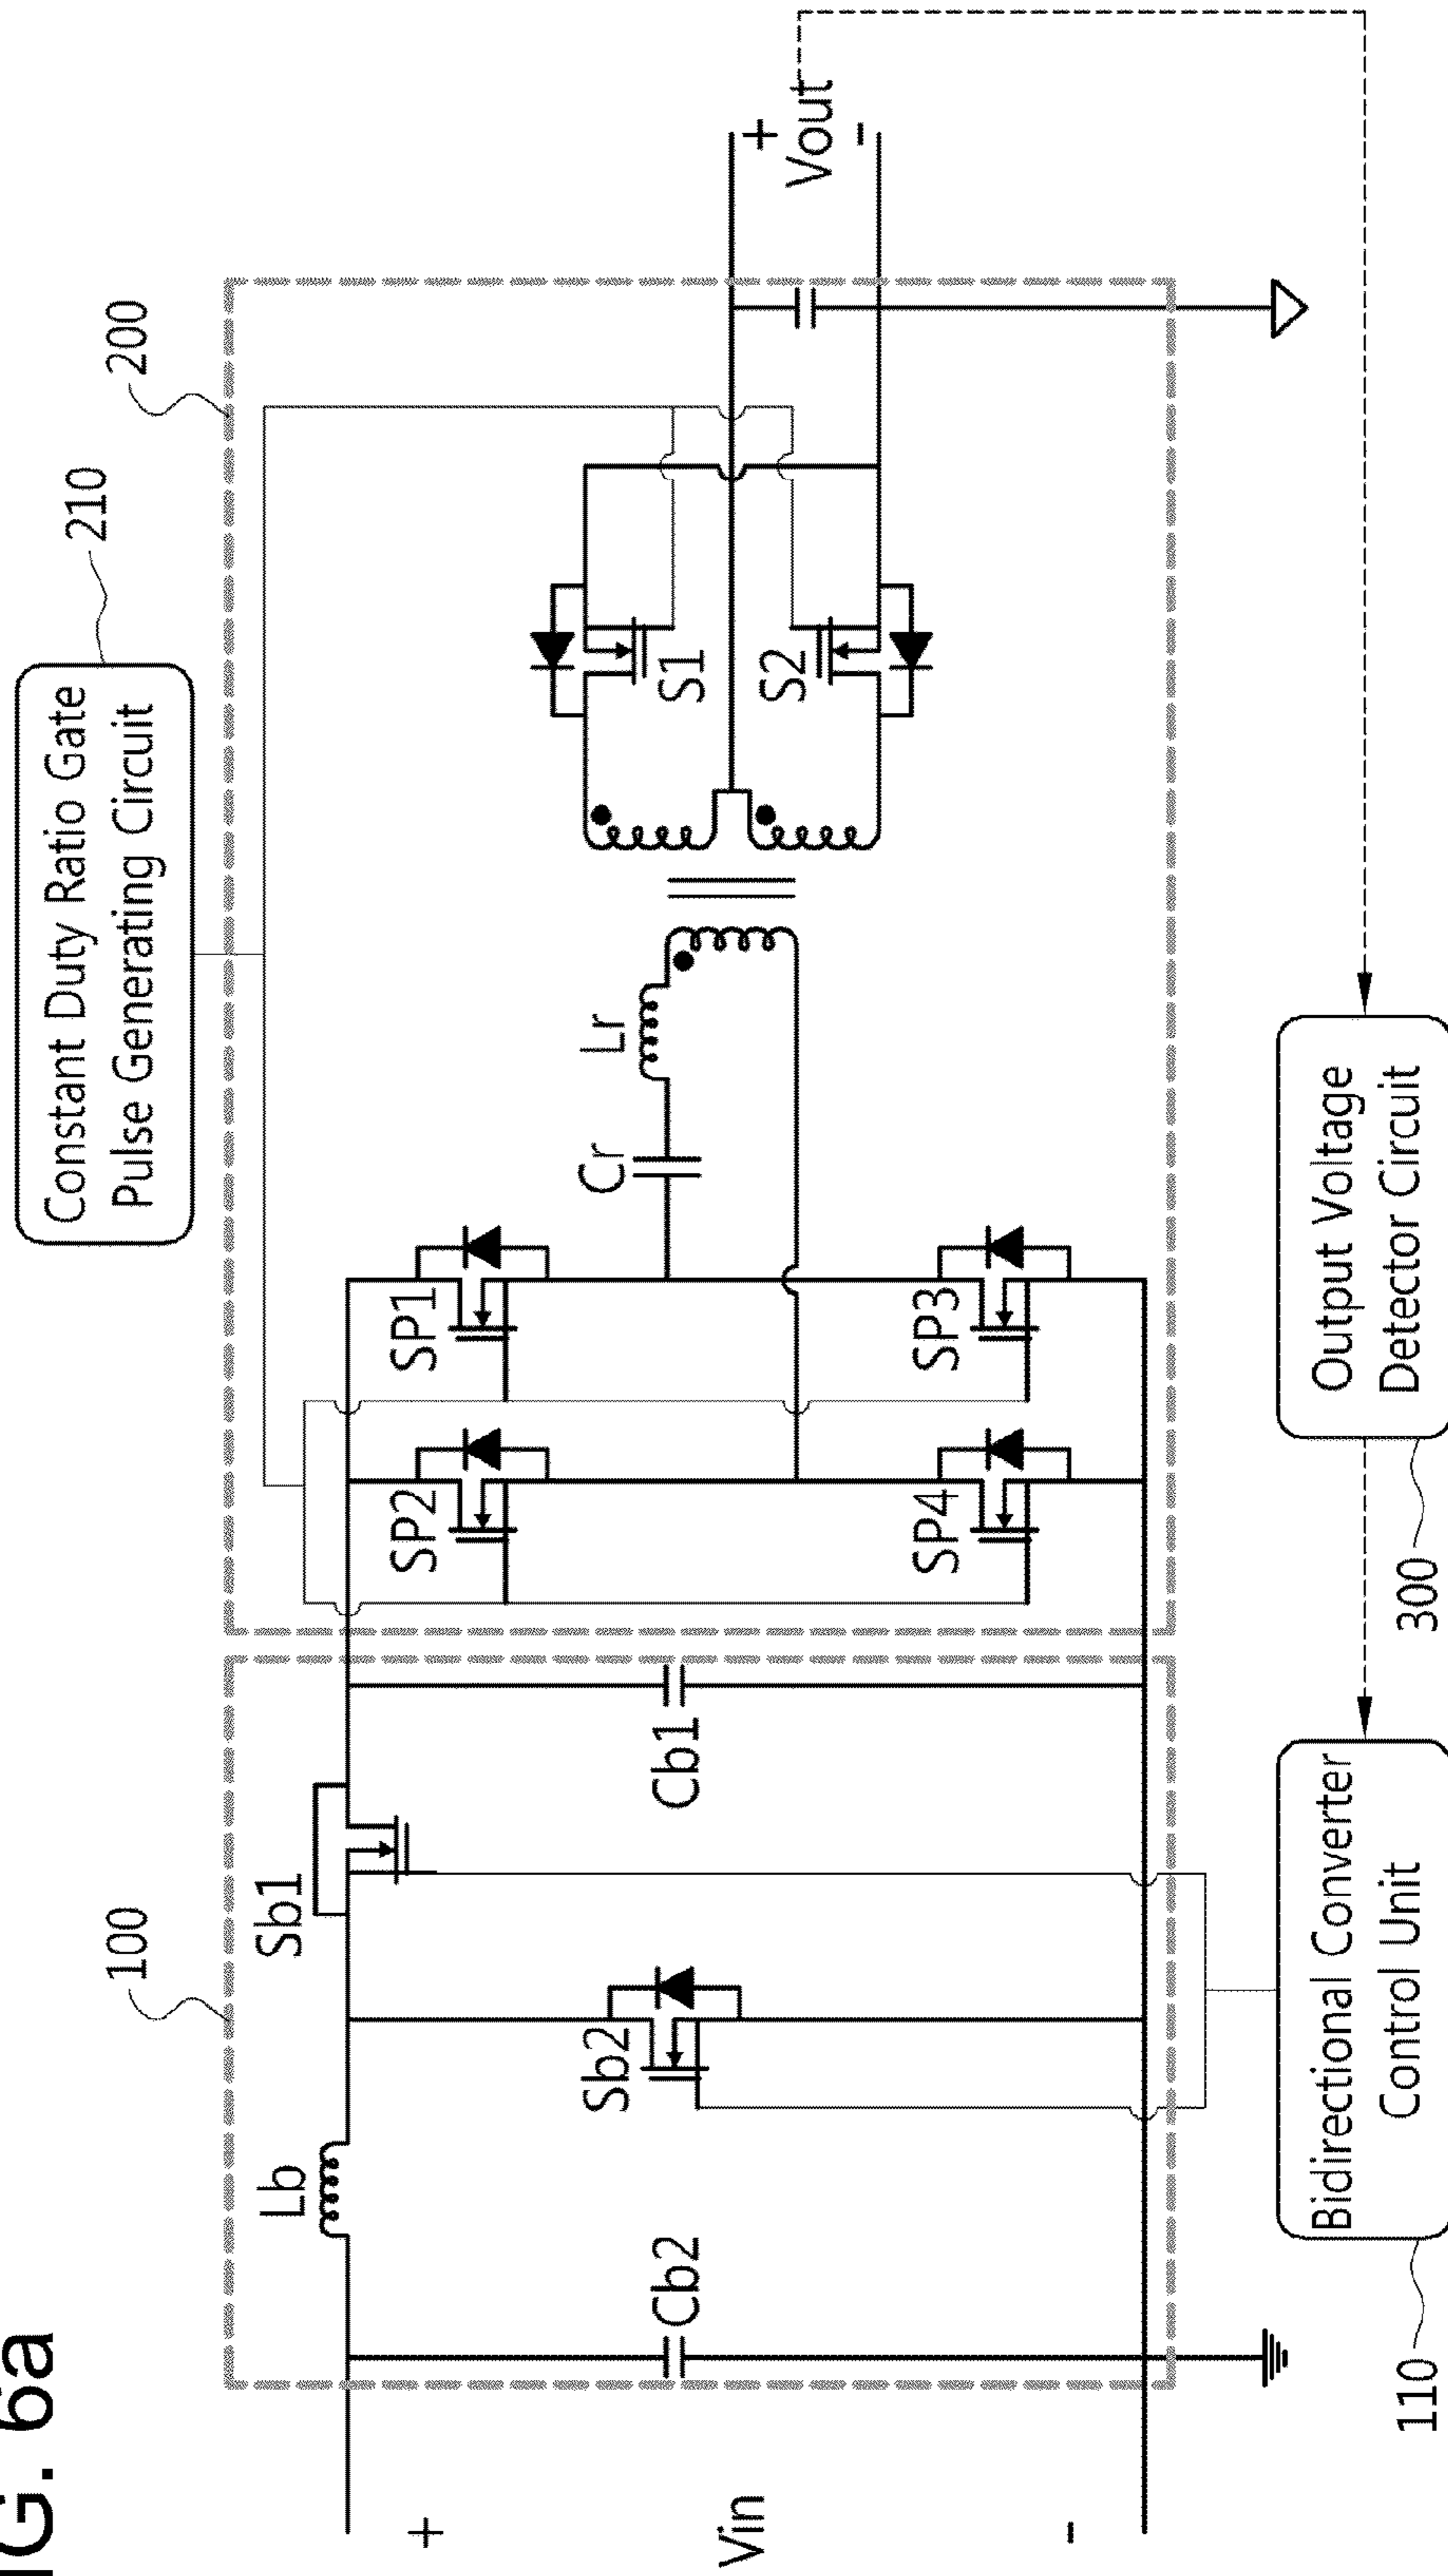 IG. 6a
Constant Duty Ratio Gate
Pulse Generating Circuit
210
200
100
Vin
+
-
Cb2
Lb
Sb2
Sb1
Cb1
SP2
SP1
SP4
SP3
Cr
Lr
S1
S2
+
Vout
-
Bidirectional Converter
Control Unit
110
Output Voltage
Detector Circuit
300